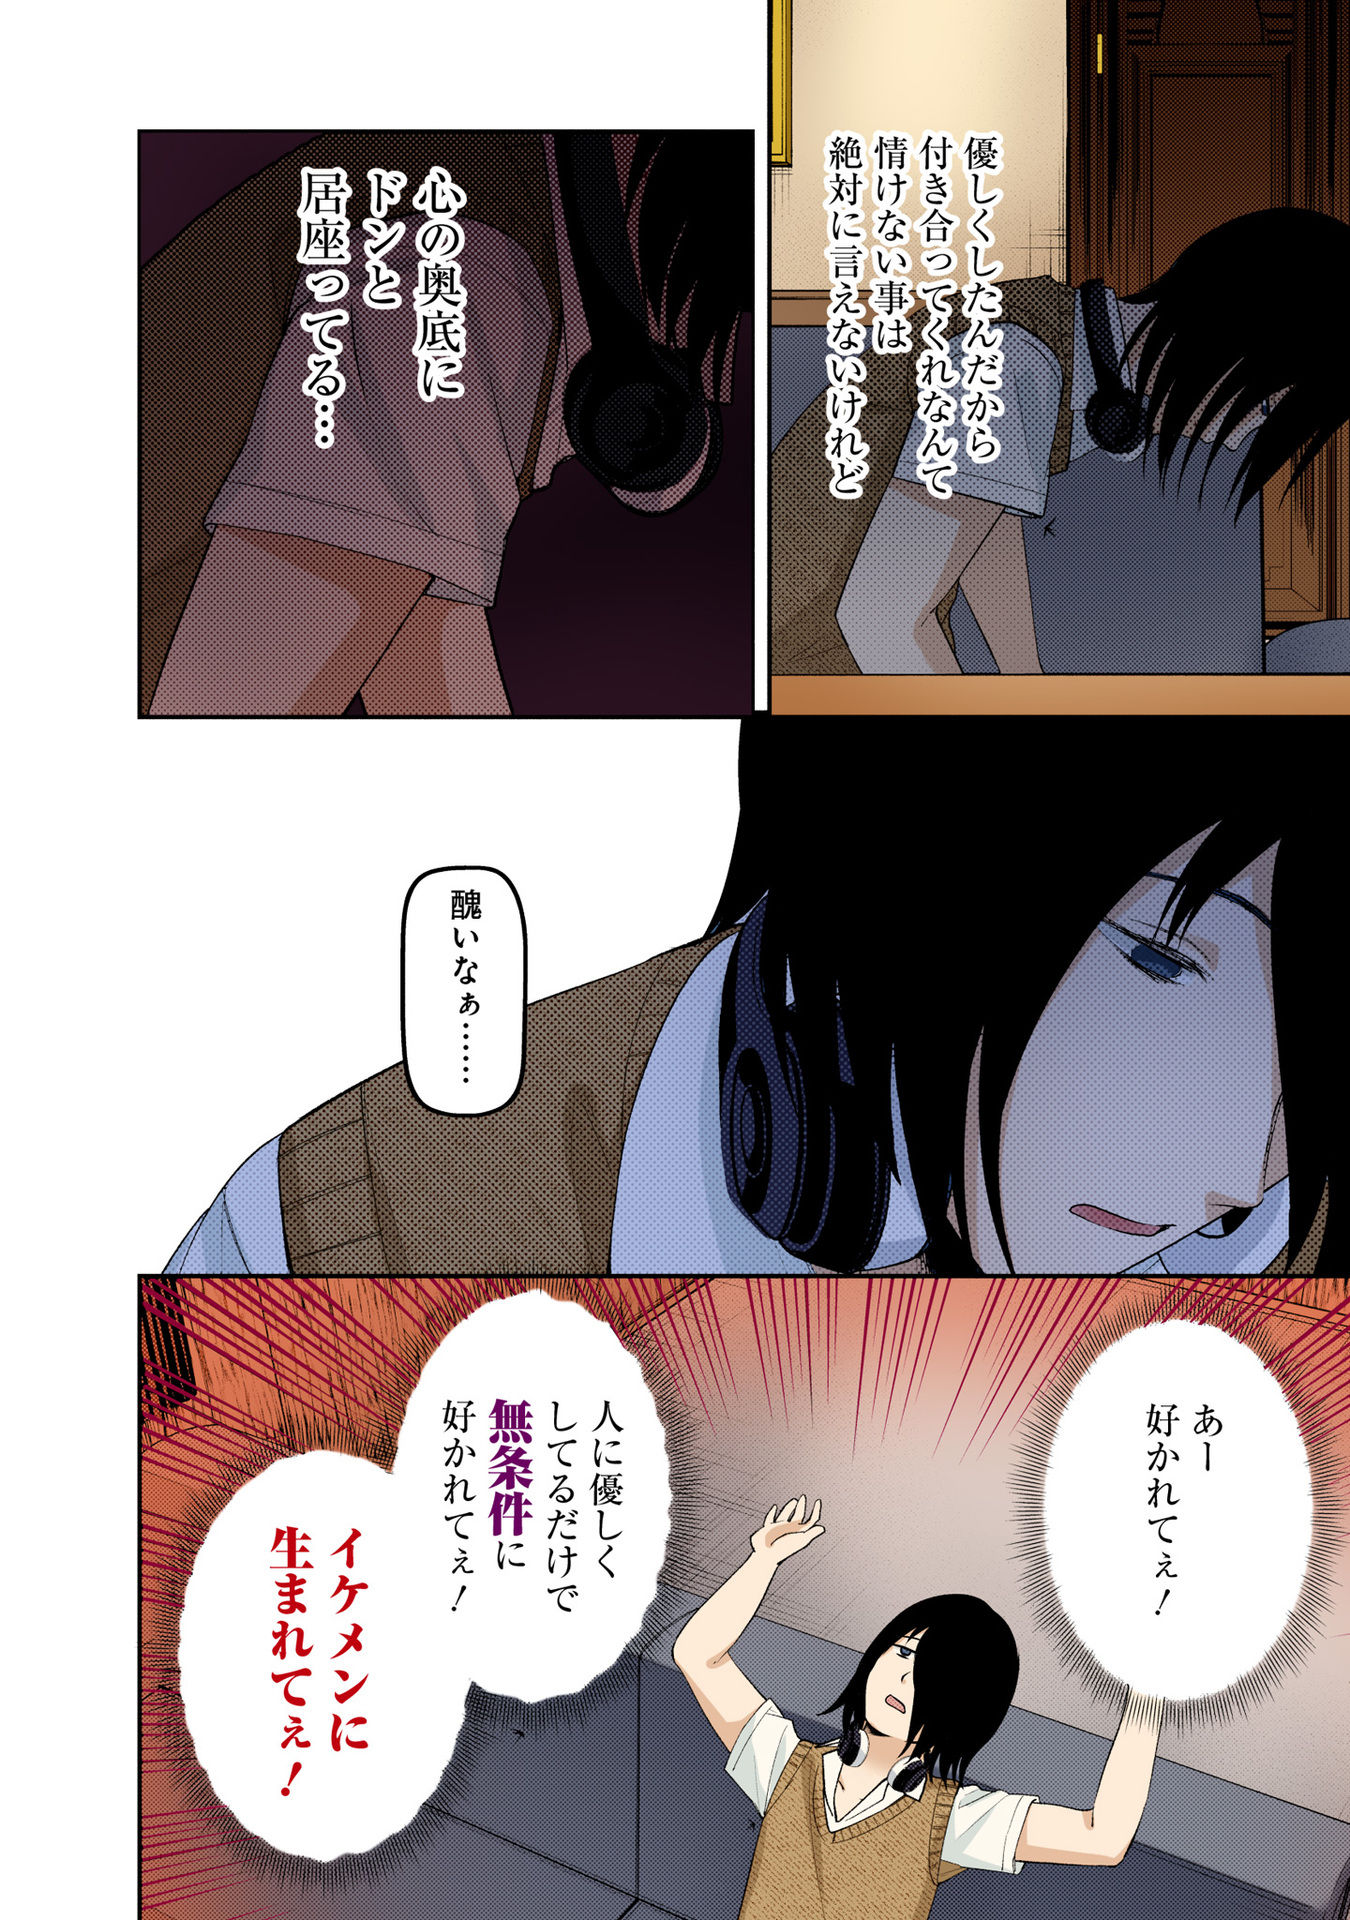 優しくしたんだから
付き合ってくれなんて
情けない事は
絶対に言えないけれど
心の奥底に
ドンと
居座ってる…
醜いなぁ……
あー
好かれてぇ！
人に優しく
してるだけで
無条件に
好かれてぇ！
イケメンに
生まれてぇ！